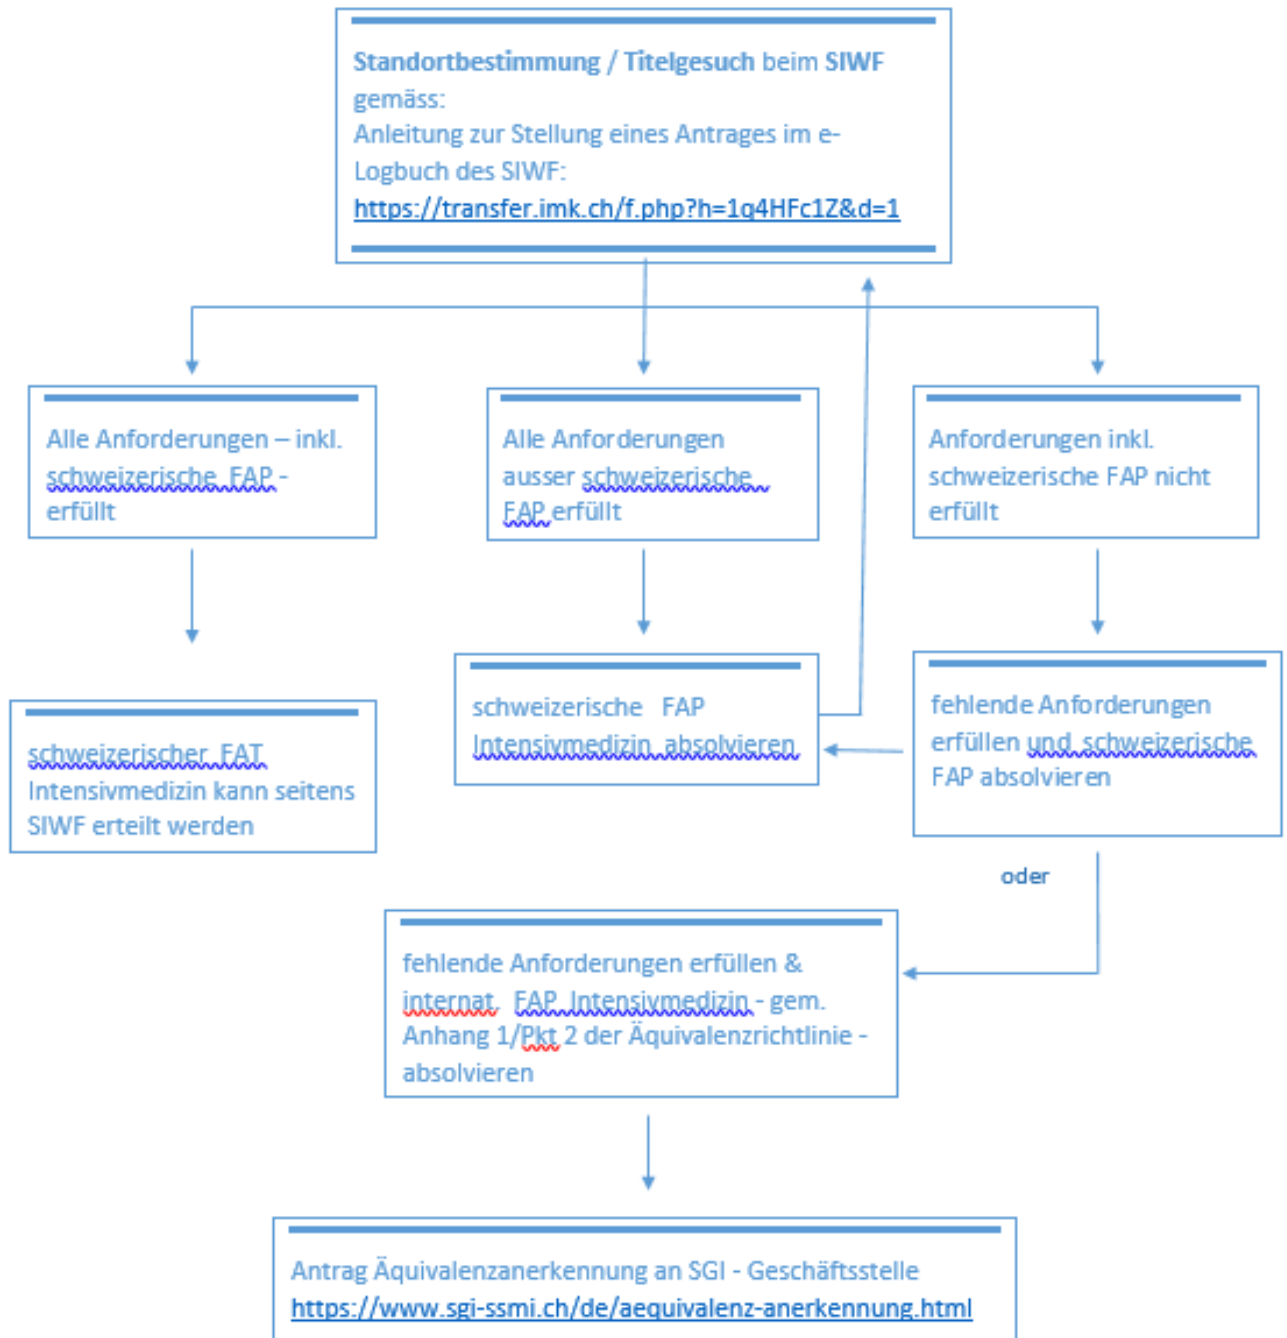 Standortbestimmung / Titelgesuch beim SIWF
gemäss:
Anleitung zur Stellung eines Antrages im e-
Logbuch des SIWF:
https://transfer.imk.ch/f.php?h=1q4HFc1Z&d=1
Alle Anforderungen – inkl.
schweizerische FAP -
erfüllt
Alle Anforderungen
ausser schweizerische
FAP erfüllt
Anforderungen inkl.
schweizerische FAP nicht
erfüllt
schweizerischer FAT
Intensivmedizin kann seitens
SIWF erteilt werden
schweizerische FAP
Intensivmedizin absolvieren
fehlende Anforderungen
erfüllen und schweizerische
FAP absolvieren
oder
fehlende Anforderungen erfüllen &
internat. FAP Intensivmedizin - gem.
Anhang 1/Pkt 2 der Äquivalenzrichtlinie -
absolvieren
Antrag Äquivalenzanerkennung an SGI - Geschäftsstelle
https://www.sgi-ssmi.ch/de/aequivalenz-anerkennung.html